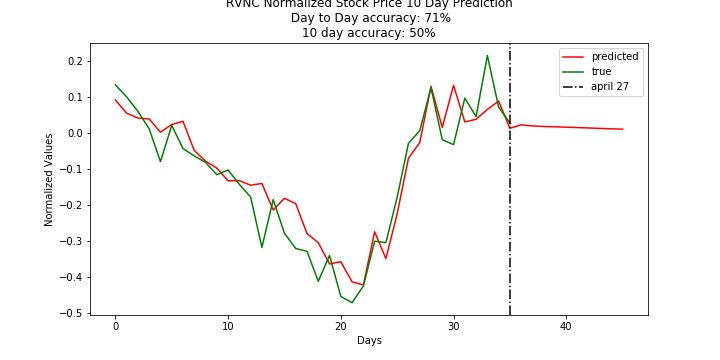 RVNC Normalized Stock Price 10 Day Prediction
Day to Day accuracy: 71%
10 day accuracy: 50%
predicted
true
april 27
0.2
0.1
0.0
−0.1
−0.2
−0.3
−0.4
−0.5
Normalized Values
0 10 20 30 40
Days